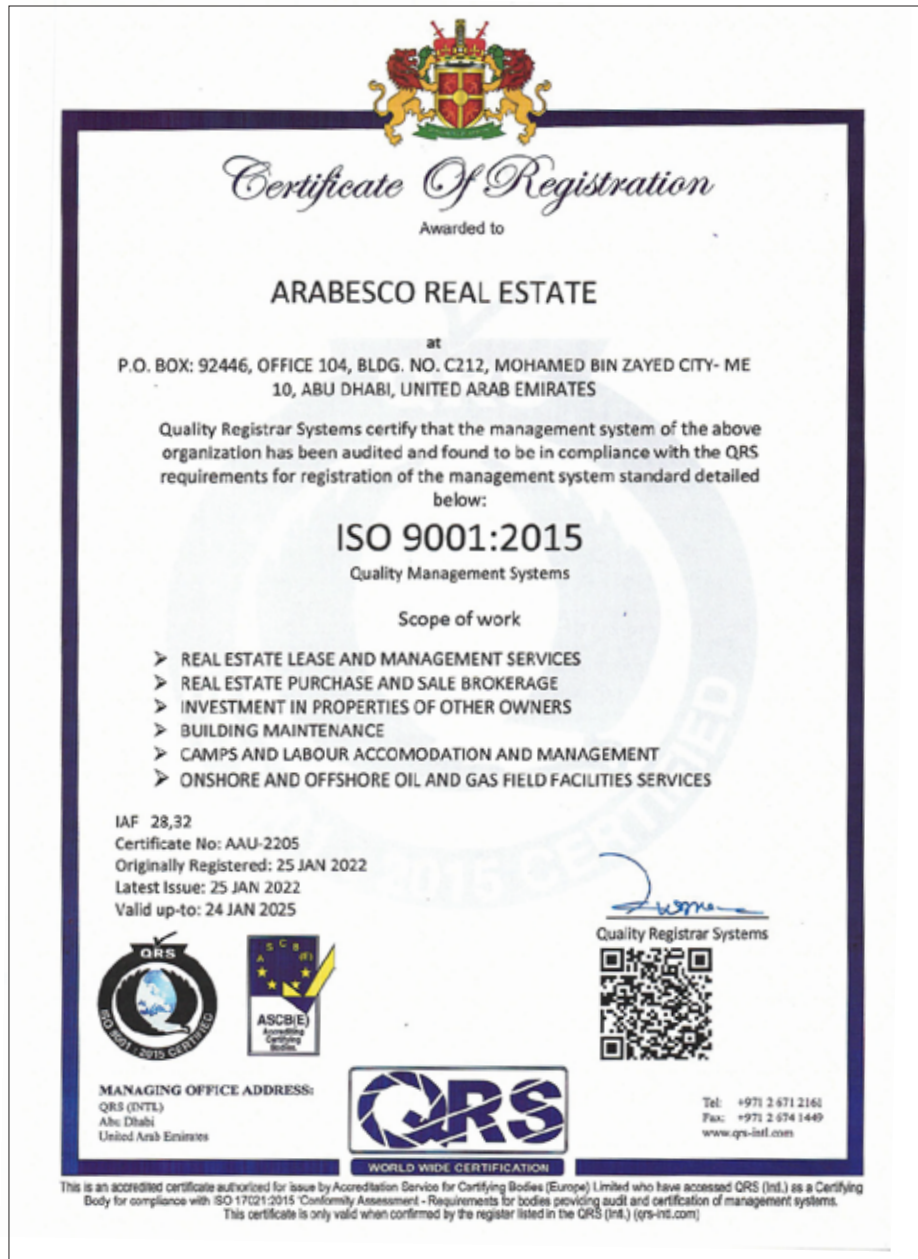 Certificate Of Registration
Awarded to
ARABESCO REAL ESTATE
at
P.O. BOX: 92446, OFFICE 104, BLDG. NO. C212, MOHAMED BIN ZAYED CITY- ME
10, ABU DHABI, UNITED ARAB EMIRATES
Quality Registrar Systems certify that the management system of the above
organization has been audited and found to be in compliance with the QRS
requirements for registration of the management system standard detailed
below:
ISO 9001:2015
Quality Management Systems
Scope of work
➢ REAL ESTATE LEASE AND MANAGEMENT SERVICES
➢ REAL ESTATE PURCHASE AND SALE BROKERAGE
➢ INVESTMENT IN PROPERTIES OF OTHER OWNERS
➢ BUILDING MAINTENANCE
➢ CAMPS AND LABOUR ACCOMODATION AND MANAGEMENT
➢ ONSHORE AND OFFSHORE OIL AND GAS FIELD FACILITIES SERVICES
IAF 28,32
Certificate No: AAU-2205
Originally Registered: 25 JAN 2022
Latest Issue: 25 JAN 2022
Valid up-to: 24 JAN 2025
Quality Registrar Systems
QRS
ISO 9001 : 2015 CERTIFIED
A S C B (E)
ASCB(E)
Accrediting
Certifying
Bodies.
MANAGING OFFICE ADDRESS:
QRS (INTL)
Abu Dhabi
United Arab Emirates
QRS
WORLD WIDE CERTIFICATION
Tel: +971 2 671 2161
Fax: +971 2 674 1449
www.qrs-intl.com
This is an accredited certificate authorized for issue by Accreditation Service for Certifying Bodies (Europe) Limited who have accessed QRS (Intl.) as a Certifying
Body for compliance with ISO 17021:2015 'Conformity Assessment - Requirements for bodies providing audit and certification of management systems.
This certificate is only valid when confirmed by the register listed in the QRS (Intl.) (qrs-intl.com)